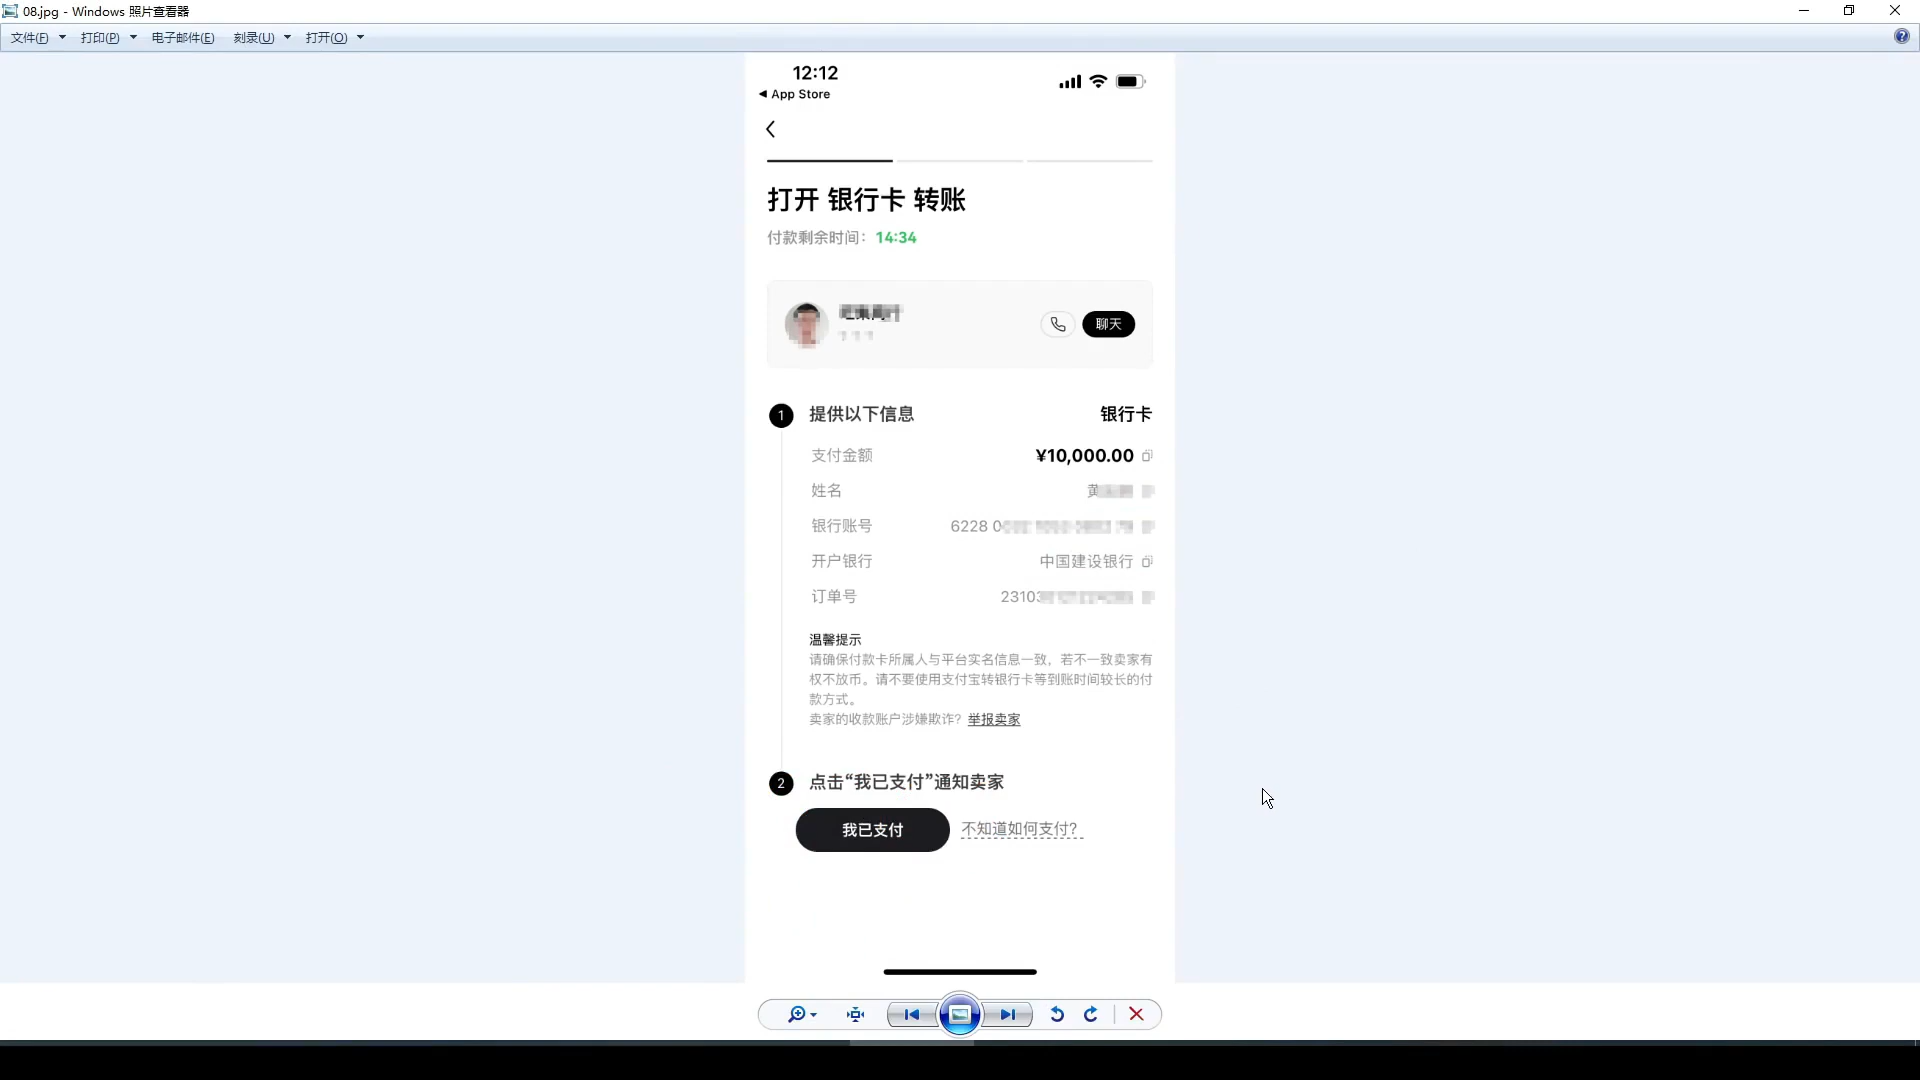 08.jpg - Windows 照片查看器
文件(F) 打印(P) 电子邮件(E) 刻录(U) 打开(O)
12:12
App Store
打开 银行卡 转账
付款剩余时间： 14:34
聊天
1 提供以下信息 银行卡
支付金额 ¥10,000.00
姓名 黄
银行账号 6228 0
开户银行 中国建设银行
订单号 23103
温馨提示
请确保付款卡所属人与平台实名信息一致，若不一致卖家有
权不放币。请不要使用支付宝转银行卡等到账时间较长的付
款方式。
卖家的收款账户涉嫌欺诈？ 举报卖家
2 点击“我已支付”通知卖家
我已支付 不知道如何支付？